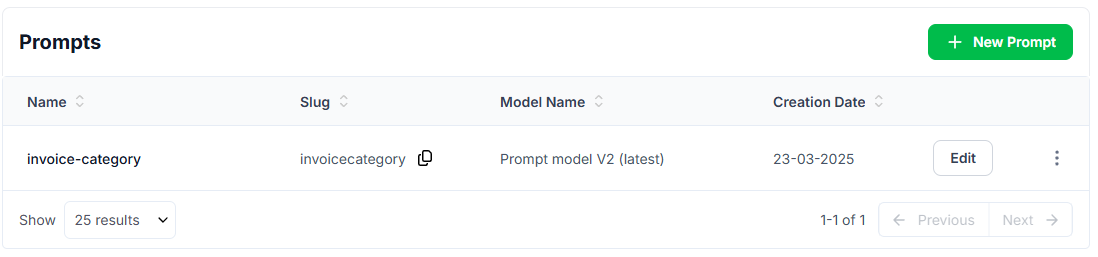 Prompts
New Prompt
Name Slug Model Name Creation Date
invoice-category invoicecategory Prompt model V2 (latest) 23-03-2025 Edit
Show 25 results 1-1 of 1 Previous Next